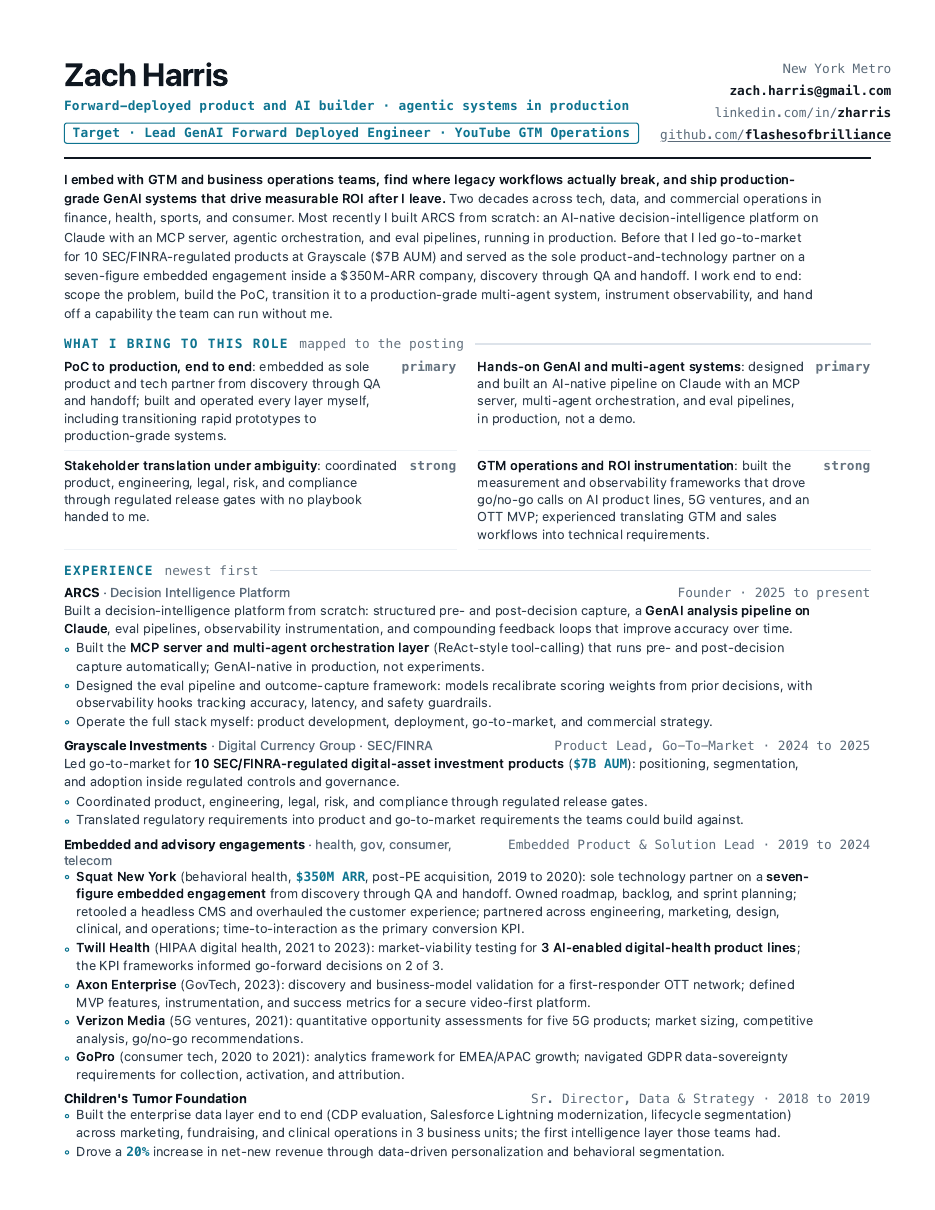 Zach Harris
New York Metro
zach.harris@gmail.com
Forward-deployed product and AI builder · agentic systems in production
linkedin.com/in/zharris
Target · Lead GenAI Forward Deployed Engineer · YouTube GTM Operations
github.com/flashesofbrilliance
I embed with GTM and business operations teams, find where legacy workflows actually break, and ship production-
grade GenAI systems that drive measurable ROI after I leave. Two decades across tech, data, and commercial operations in
finance, health, sports, and consumer. Most recently I built ARCS from scratch: an AI-native decision-intelligence platform on
Claude with an MCP server, agentic orchestration, and eval pipelines, running in production. Before that I led go-to-market
for 10 SEC/FINRA-regulated products at Grayscale ($7B AUM) and served as the sole product-and-technology partner on a
seven-figure embedded engagement inside a $350M-ARR company, discovery through QA and handoff. I work end to end:
scope the problem, build the PoC, transition it to a production-grade multi-agent system, instrument observability, and hand
off a capability the team can run without me.
WHAT I BRING TO THIS ROLE mapped to the posting
PoC to production, end to end: embedded as sole primary
product and tech partner from discovery through QA
and handoff; built and operated every layer myself,
including transitioning rapid prototypes to
production-grade systems.
Hands-on GenAI and multi-agent systems: designed primary
and built an AI-native pipeline on Claude with an MCP
server, multi-agent orchestration, and eval pipelines,
in production, not a demo.
Stakeholder translation under ambiguity: coordinated strong
product, engineering, legal, risk, and compliance
through regulated release gates with no playbook
handed to me.
GTM operations and ROI instrumentation: built the strong
measurement and observability frameworks that drove
go/no-go calls on AI product lines, 5G ventures, and an
OTT MVP; experienced translating GTM and sales
workflows into technical requirements.
EXPERIENCE newest first
ARCS · Decision Intelligence Platform Founder · 2025 to present
Built a decision-intelligence platform from scratch: structured pre- and post-decision capture, a GenAI analysis pipeline on
Claude, eval pipelines, observability instrumentation, and compounding feedback loops that improve accuracy over time.
Built the MCP server and multi-agent orchestration layer (ReAct-style tool-calling) that runs pre- and post-decision
capture automatically; GenAI-native in production, not experiments.
Designed the eval pipeline and outcome-capture framework: models recalibrate scoring weights from prior decisions, with
observability hooks tracking accuracy, latency, and safety guardrails.
Operate the full stack myself: product development, deployment, go-to-market, and commercial strategy.
Grayscale Investments · Digital Currency Group · SEC/FINRA Product Lead, Go-To-Market · 2024 to 2025
Led go-to-market for 10 SEC/FINRA-regulated digital-asset investment products ($7B AUM): positioning, segmentation,
and adoption inside regulated controls and governance.
Coordinated product, engineering, legal, risk, and compliance through regulated release gates.
Translated regulatory requirements into product and go-to-market requirements the teams could build against.
Embedded and advisory engagements · health, gov, consumer, Embedded Product & Solution Lead · 2019 to 2024
telecom
Squat New York (behavioral health, $350M ARR, post-PE acquisition, 2019 to 2020): sole technology partner on a seven-
figure embedded engagement from discovery through QA and handoff. Owned roadmap, backlog, and sprint planning;
retooled a headless CMS and overhauled the customer experience; partnered across engineering, marketing, design,
clinical, and operations; time-to-interaction as the primary conversion KPI.
Twill Health (HIPAA digital health, 2021 to 2023): market-viability testing for 3 AI-enabled digital-health product lines;
the KPI frameworks informed go-forward decisions on 2 of 3.
Axon Enterprise (GovTech, 2023): discovery and business-model validation for a first-responder OTT network; defined
MVP features, instrumentation, and success metrics for a secure video-first platform.
Verizon Media (5G ventures, 2021): quantitative opportunity assessments for five 5G products; market sizing, competitive
analysis, go/no-go recommendations.
GoPro (consumer tech, 2020 to 2021): analytics framework for EMEA/APAC growth; navigated GDPR data-sovereignty
requirements for collection, activation, and attribution.
Children's Tumor Foundation Sr. Director, Data & Strategy · 2018 to 2019
Built the enterprise data layer end to end (CDP evaluation, Salesforce Lightning modernization, lifecycle segmentation)
across marketing, fundraising, and clinical operations in 3 business units; the first intelligence layer those teams had.
Drove a 20% increase in net-new revenue through data-driven personalization and behavioral segmentation.